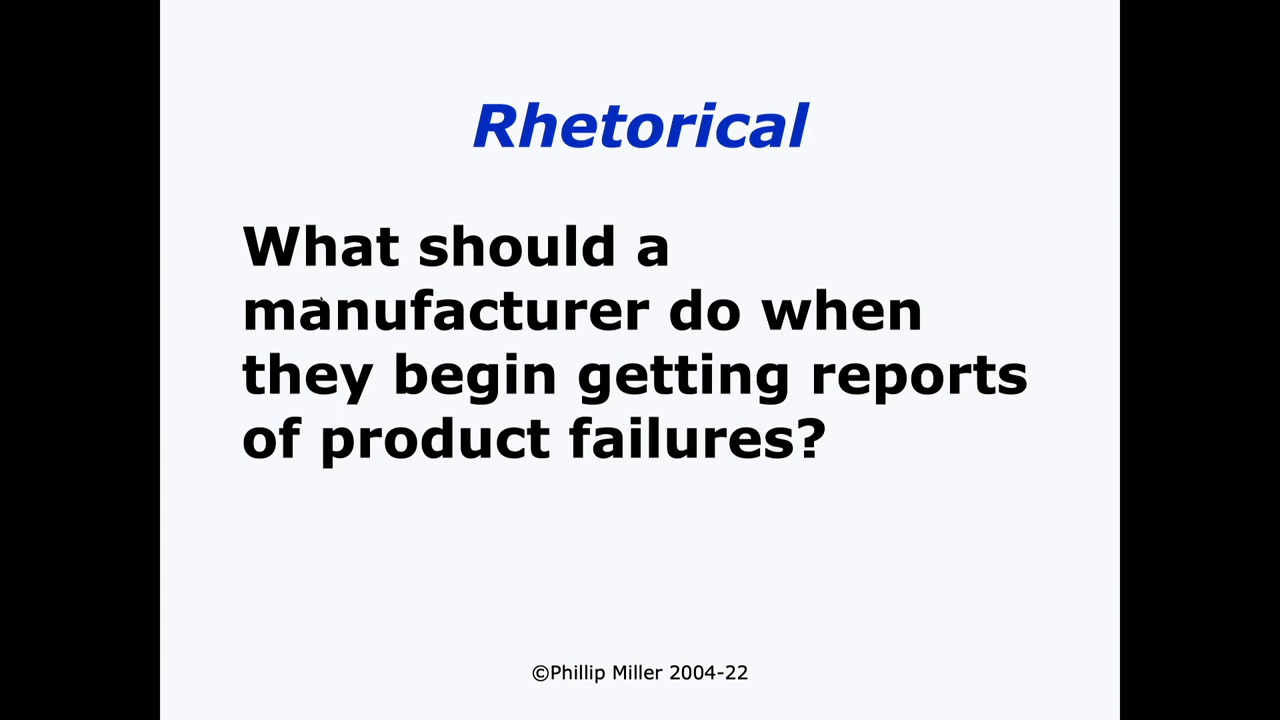 Rhetorical
What should a
manufacturer do when
they begin getting reports
of product failures?
©Phillip Miller 2004-22